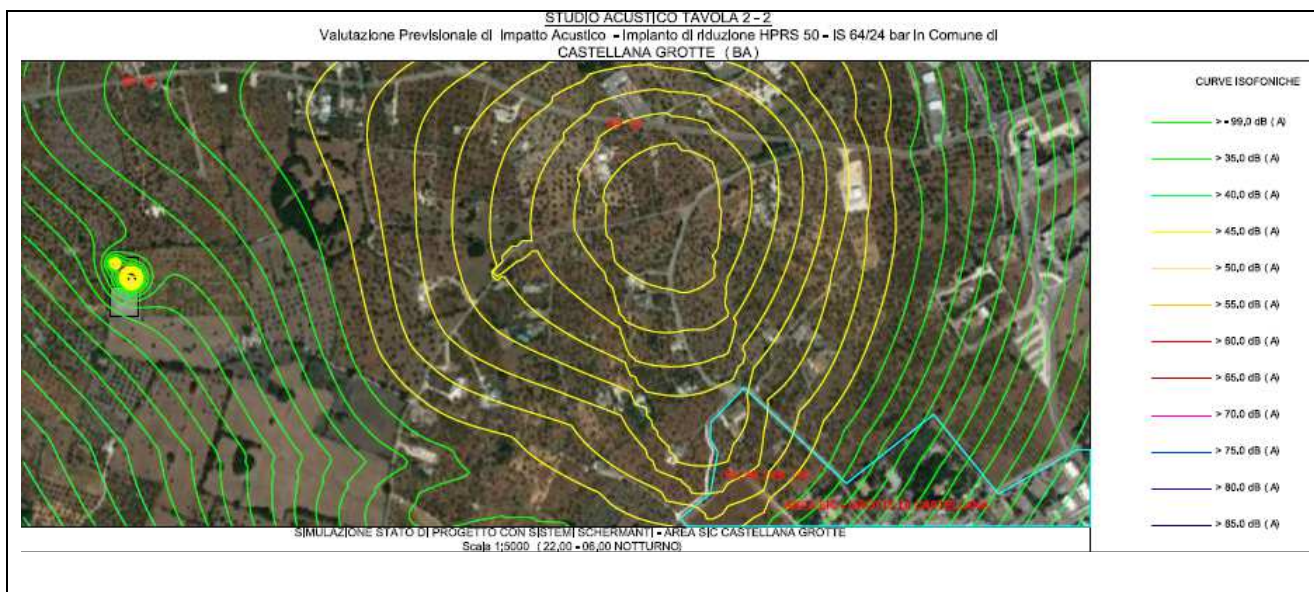 STUDIO ACUSTICO TAVOLA 2 - 2
Valutazione Previsionale di Impatto Acustico - Impianto di riduzione HPRS 50 - IS 64/24 bar in Comune di
CASTELLANA GROTTE ( BA )
CURVE ISOFONICHE
> - 99,0 dB ( A )
> 35,0 dB ( A )
> 40,0 dB ( A )
> 45,0 dB ( A )
> 50,0 dB ( A )
> 55,0 dB ( A )
> 60,0 dB ( A )
> 65,0 dB ( A )
> 70,0 dB ( A )
> 75,0 dB ( A )
> 80,0 dB ( A )
> 85,0 dB ( A )
SIMULAZIONE STATO DI PROGETTO CON SISTEMI SCHERMANTI - AREA SIC CASTELLANA GROTTE
Scala 1:5000 ( 22,00 - 06,00 NOTTURNO)